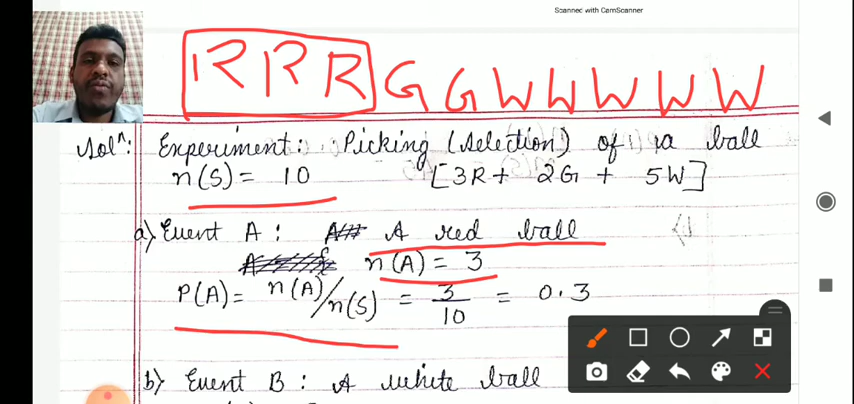 Scanned with CamScanner
R R R G G W W W W W
Solⁿ: Experiment: Picking (selection) of a ball
n(S) = 10 [3R + 2G + 5W]
a) Event A: A red ball
n(A) = 3
P(A) = n(A)/n(S) = 3/10 = 0.3
b) Event B: A white ball